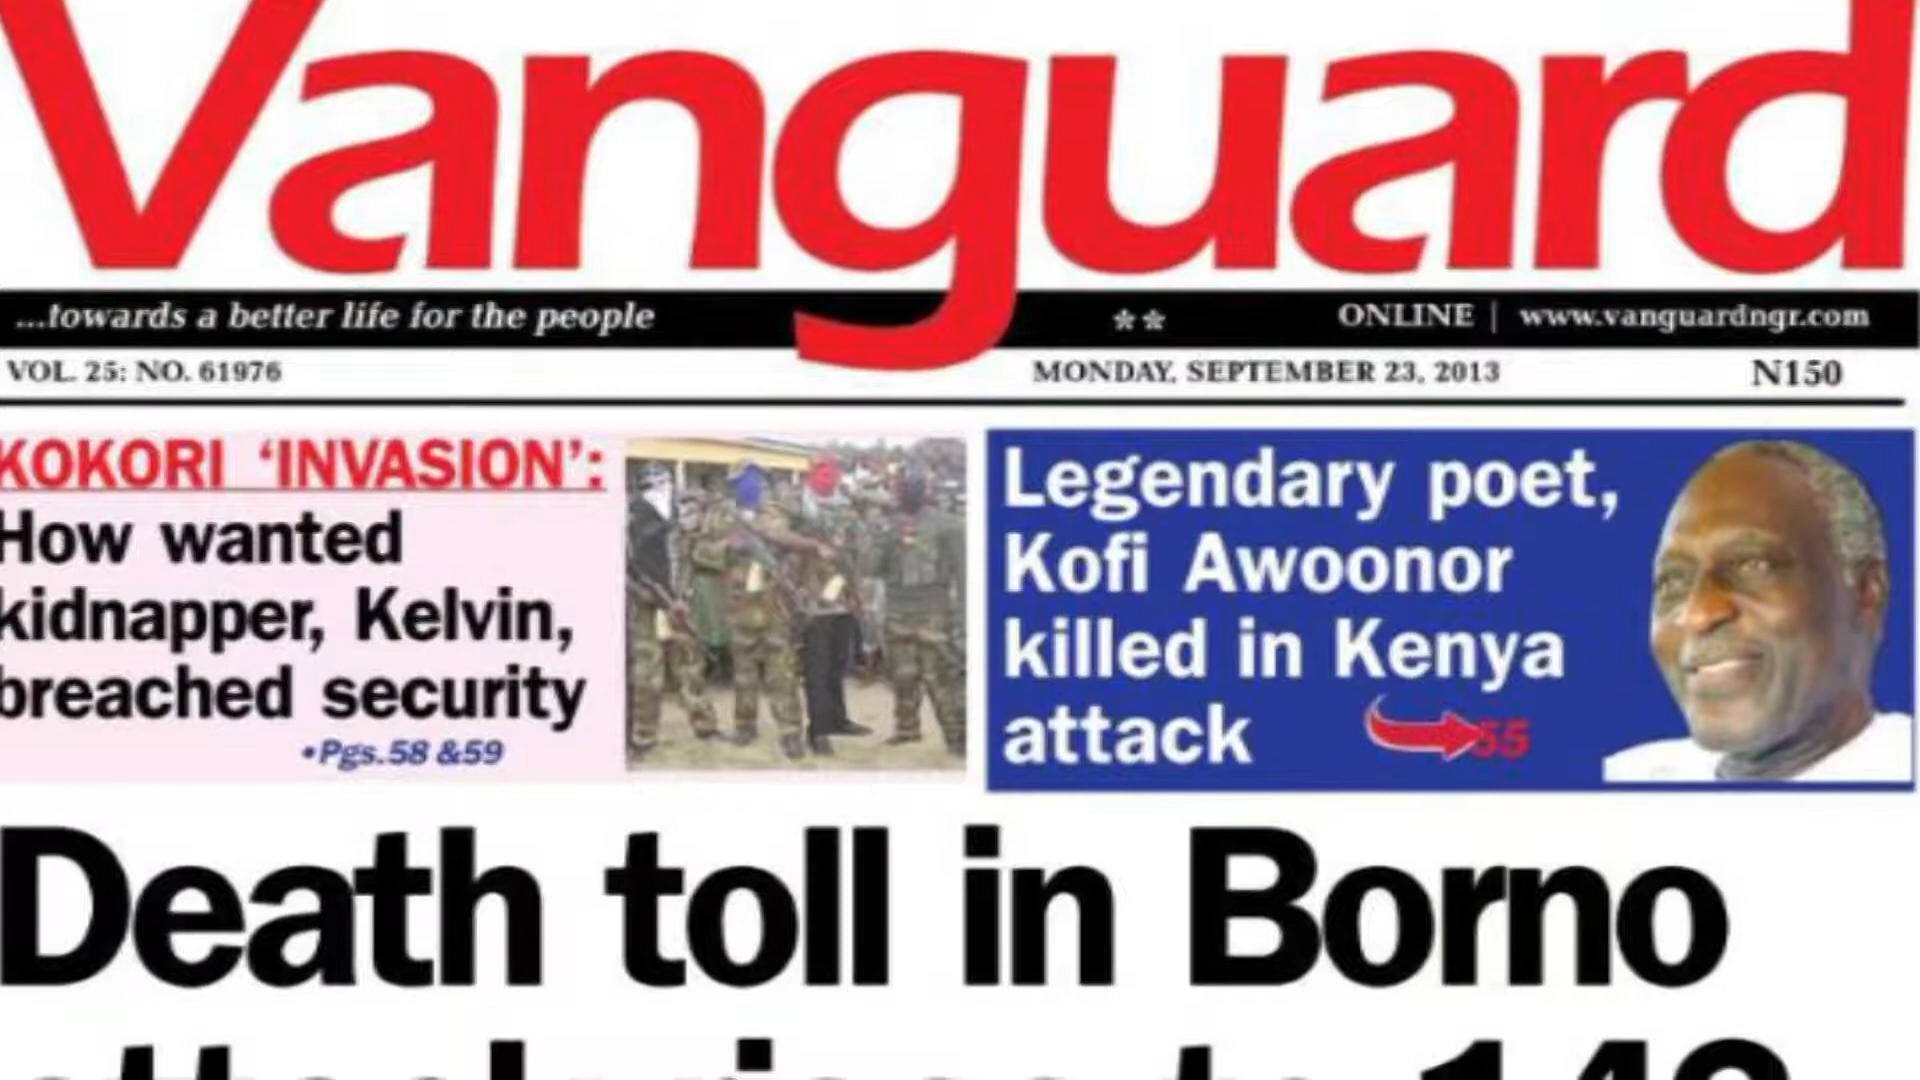 Vanguard
...towards a better life for the people
**
ONLINE | www.vanguardngr.com
VOL. 25: NO. 61976
MONDAY, SEPTEMBER 23, 2013
N150
KOKORI ‘INVASION’:
How wanted
kidnapper, Kelvin,
breached security
•Pgs.58 &59
Legendary poet,
Kofi Awoonor
killed in Kenya
attack
55
Death toll in Borno